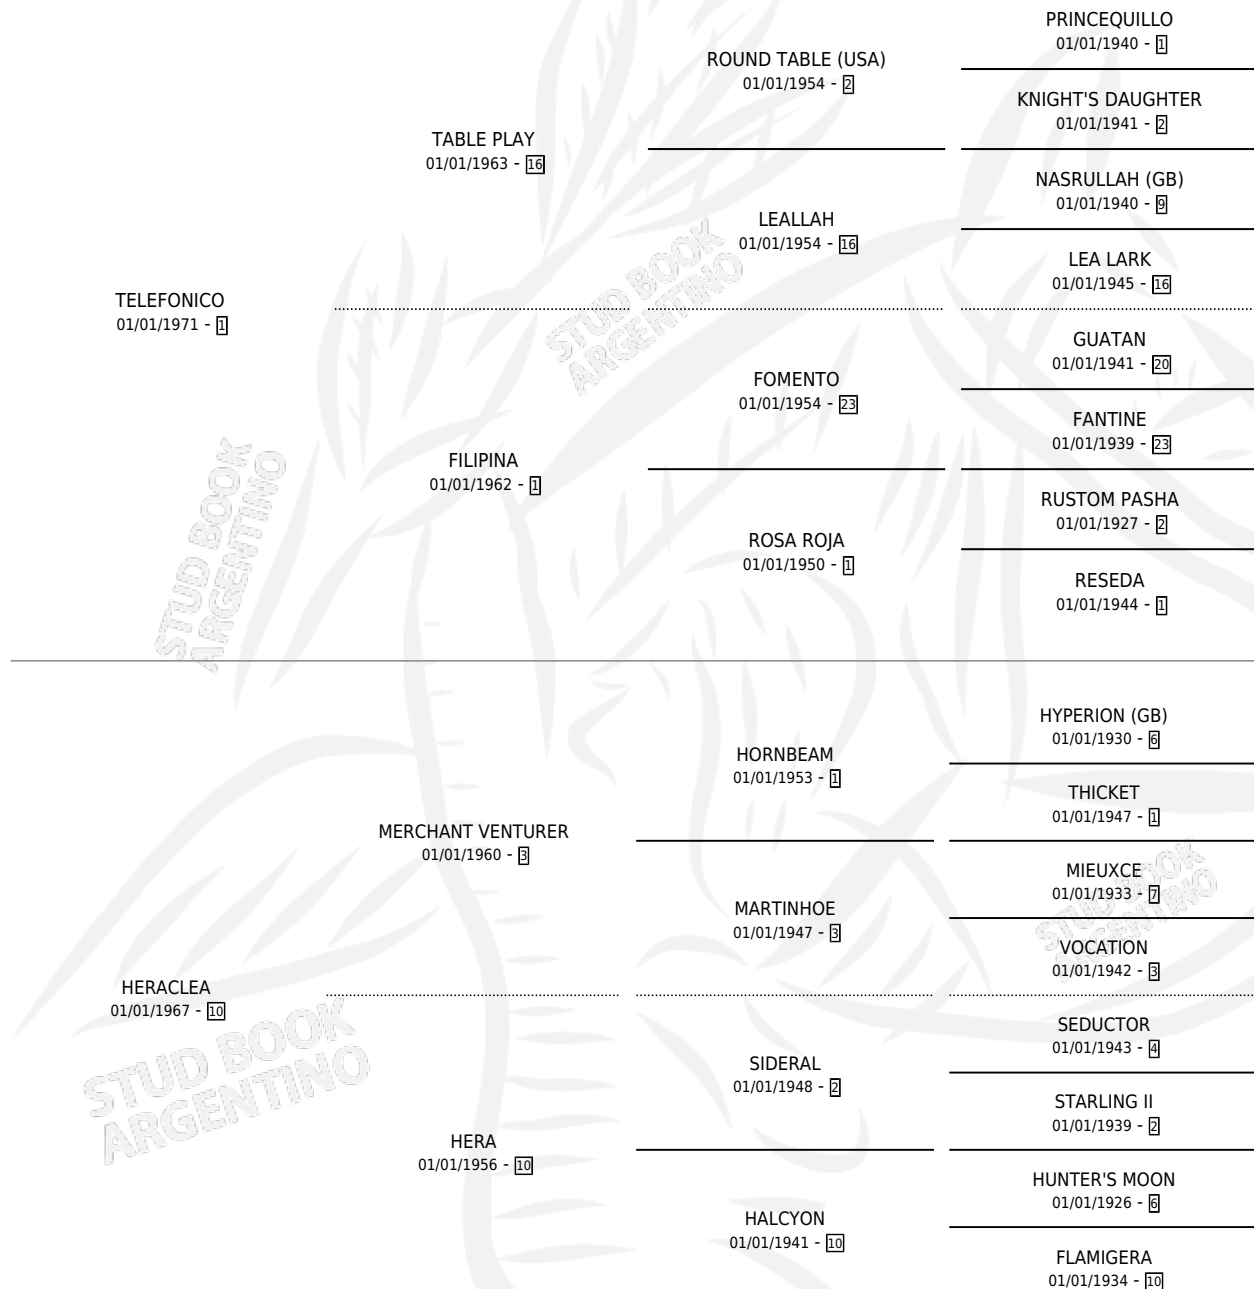 PRINCEQUILLO
01/01/1940 - 1
ROUND TABLE (USA)
01/01/1954 - 2
KNIGHT'S DAUGHTER
01/01/1941 - 2
TABLE PLAY
01/01/1963 - 16
NASRULLAH (GB)
01/01/1940 - 9
LEALLAH
01/01/1954 - 16
LEA LARK
01/01/1945 - 16
TELEFONICO
01/01/1971 - 1
GUATAN
01/01/1941 - 20
FOMENTO
01/01/1954 - 23
FANTINE
01/01/1939 - 23
FILIPINA
01/01/1962 - 1
RUSTOM PASHA
01/01/1927 - 2
ROSA ROJA
01/01/1950 - 1
RESEDA
01/01/1944 - 1
HYPERION (GB)
01/01/1930 - 6
HORNBEAM
01/01/1953 - 1
THICKET
01/01/1947 - 1
MERCHANT VENTURER
01/01/1960 - 3
MIEUXCE
01/01/1933 - 7
MARTINHOE
01/01/1947 - 3
VOCATION
01/01/1942 - 3
HERACLEA
01/01/1967 - 10
SEDUCTOR
01/01/1943 - 4
SIDERAL
01/01/1948 - 2
STARLING II
01/01/1939 - 2
HERA
01/01/1956 - 10
HUNTER'S MOON
01/01/1926 - 6
HALCYON
01/01/1941 - 10
FLAMIGERA
01/01/1934 - 10
STUD BOOK
ARGENTINO
STUD BOOK
ARGENTINO
STUD BOOK
ARGENTINO
STUD BOOK
ARGENTINO